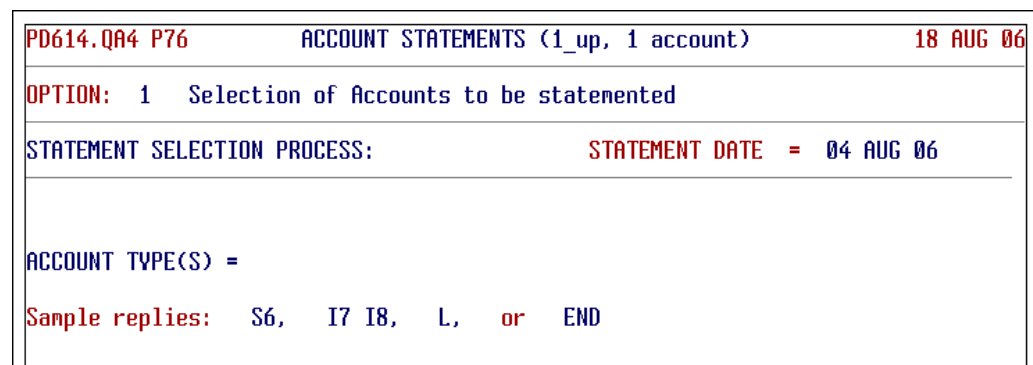 PD614.QA4 P76 ACCOUNT STATEMENTS (1_up, 1 account) 18 AUG 06
OPTION: 1 Selection of Accounts to be statemented
STATEMENT SELECTION PROCESS: STATEMENT DATE = 04 AUG 06
ACCOUNT TYPE(S) =
Sample replies: S6, I7 I8, L, or END